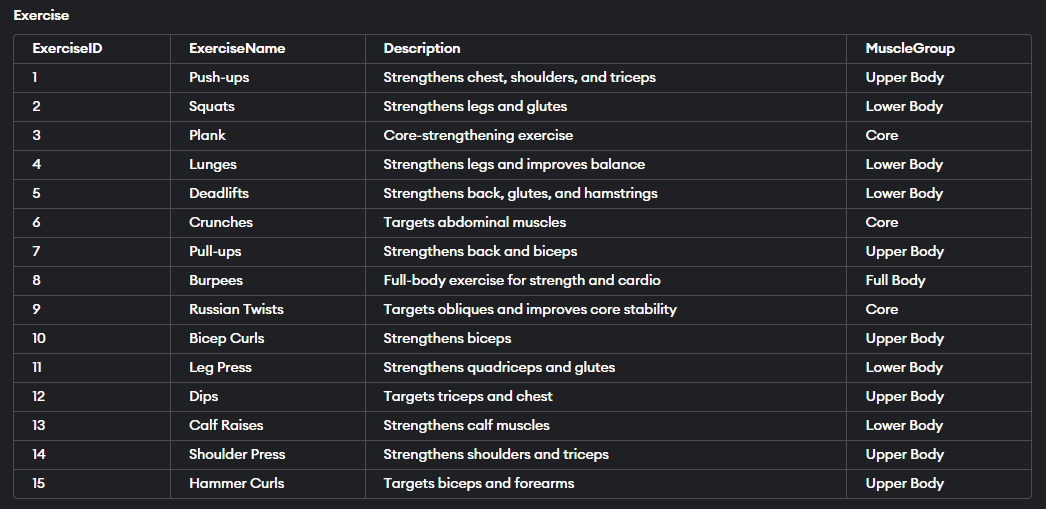 Exercise
ExerciseID ExerciseName Description MuscleGroup
1 Push-ups Strengthens chest, shoulders, and triceps Upper Body
2 Squats Strengthens legs and glutes Lower Body
3 Plank Core-strengthening exercise Core
4 Lunges Strengthens legs and improves balance Lower Body
5 Deadlifts Strengthens back, glutes, and hamstrings Lower Body
6 Crunches Targets abdominal muscles Core
7 Pull-ups Strengthens back and biceps Upper Body
8 Burpees Full-body exercise for strength and cardio Full Body
9 Russian Twists Targets obliques and improves core stability Core
10 Bicep Curls Strengthens biceps Upper Body
11 Leg Press Strengthens quadriceps and glutes Lower Body
12 Dips Targets triceps and chest Upper Body
13 Calf Raises Strengthens calf muscles Lower Body
14 Shoulder Press Strengthens shoulders and triceps Upper Body
15 Hammer Curls Targets biceps and forearms Upper Body